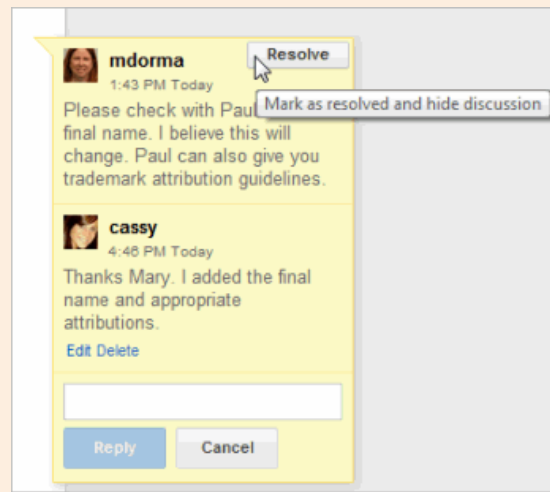 mdorma
Resolve
1:43 PM Today
Mark as resolved and hide discussion
Please check with Paul
final name. I believe this will
change. Paul can also give you
trademark attribution guidelines.
cassy
4:46 PM Today
Thanks Mary. I added the final
name and appropriate
attributions.
Edit Delete
Reply Cancel